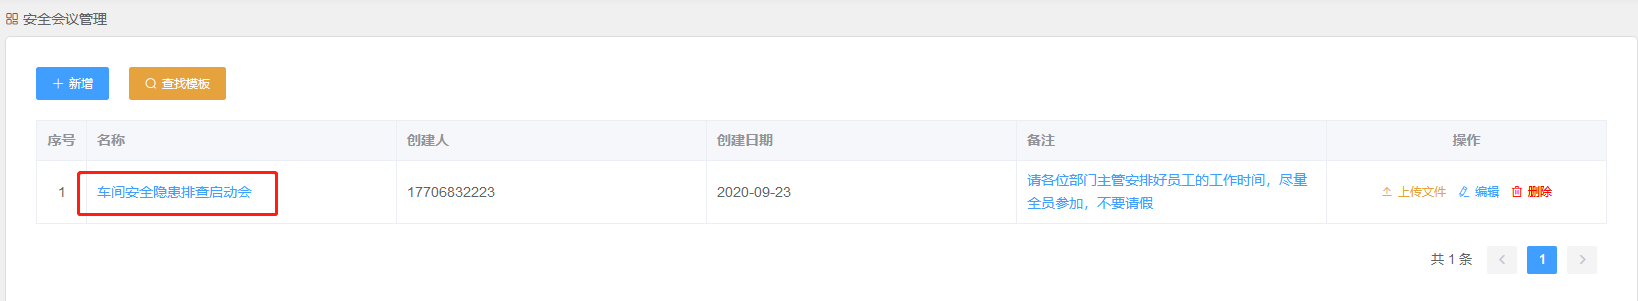 安全会议管理
新增 查找模板
序号 名称 创建人 创建日期 备注 操作
1 车间安全隐患排查启动会 17706832223 2020-09-23 请各位部门主管安排好员工的工作时间，尽量
全员参加，不要请假
上传文件 编辑 删除
共 1 条 1